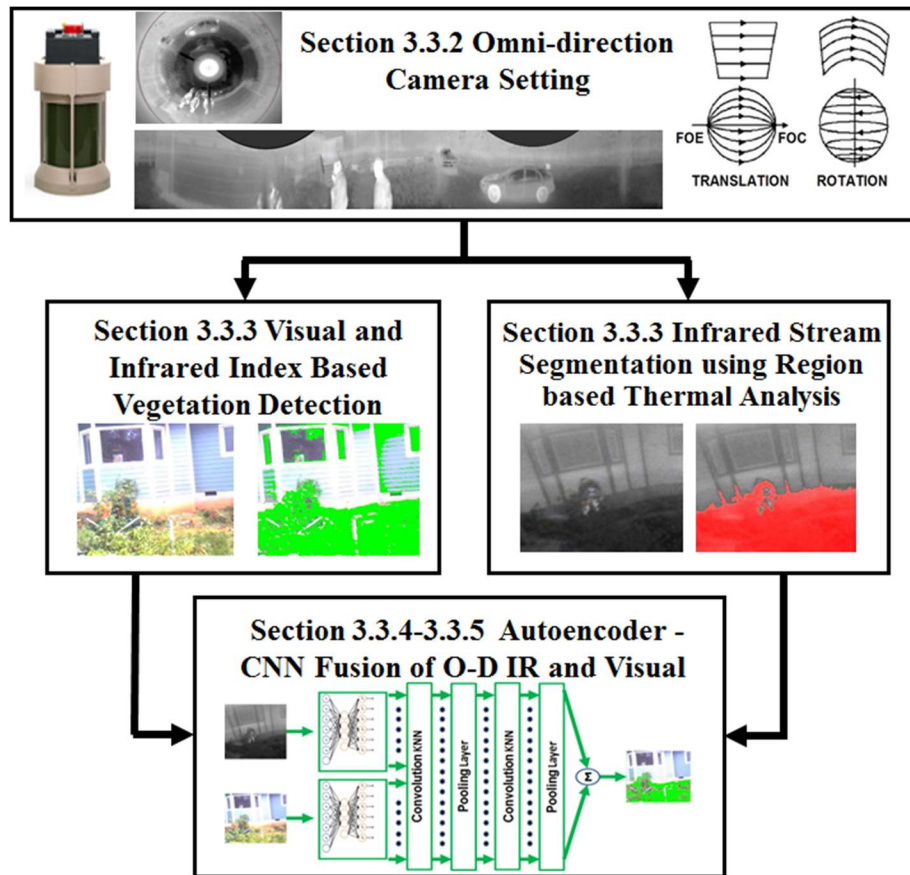 Section 3.3.2 Omni-direction
Camera Setting
FOE
FOC
TRANSLATION
ROTATION
Section 3.3.3 Visual and
Infrared Index Based
Vegetation Detection
Section 3.3.3 Infrared Stream
Segmentation using Region
based Thermal Analysis
Section 3.3.4-3.3.5 Autoencoder -
CNN Fusion of O-D IR and Visual
Convolution KNN
Pooling Layer
Convolution KNN
Pooling Layer
Σ